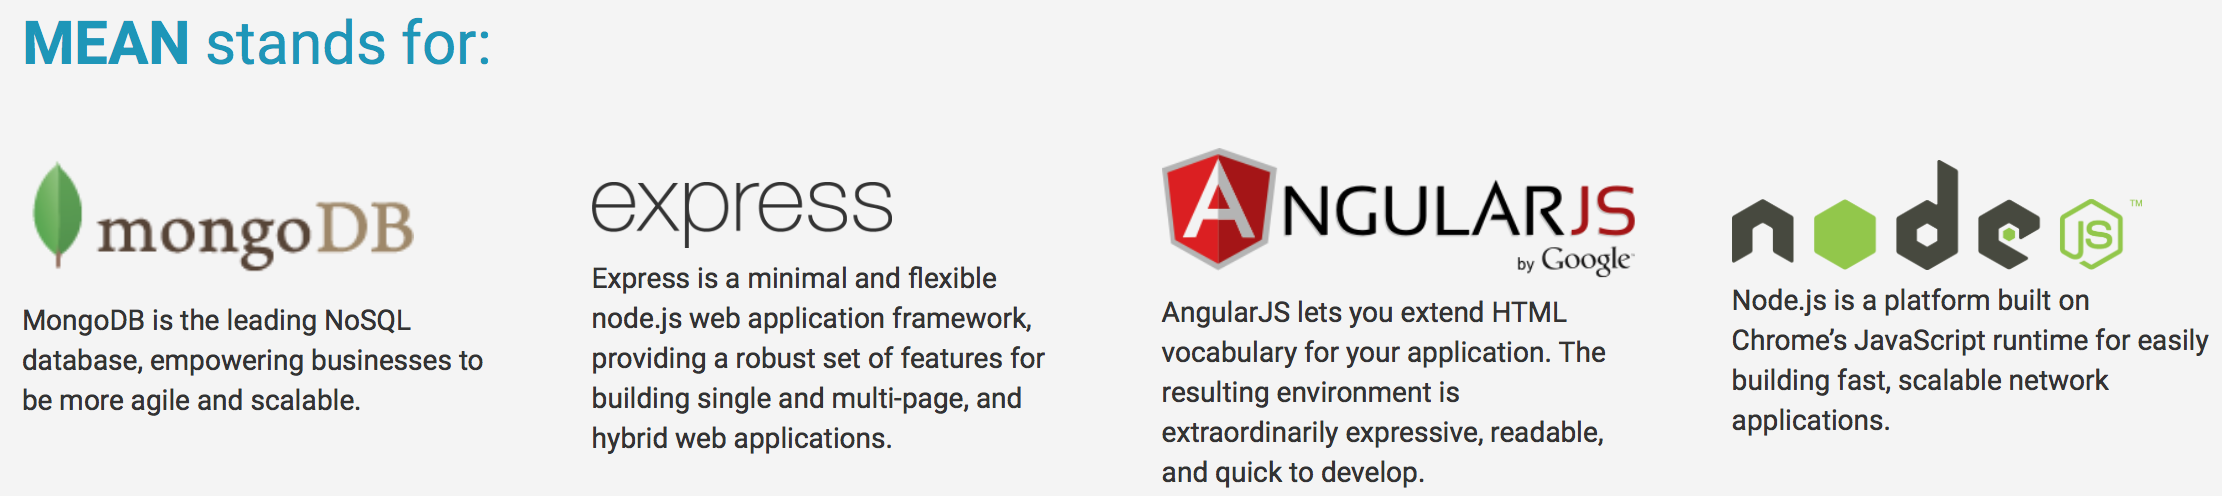 MEAN stands for:
mongoDB
MongoDB is the leading NoSQL
database, empowering businesses to
be more agile and scalable.
express
Express is a minimal and flexible
node.js web application framework,
providing a robust set of features for
building single and multi-page, and
hybrid web applications.
ANGULARJS
by Google
AngularJS lets you extend HTML
vocabulary for your application. The
resulting environment is
extraordinarily expressive, readable,
and quick to develop.
node JS™
Node.js is a platform built on
Chrome’s JavaScript runtime for easily
building fast, scalable network
applications.